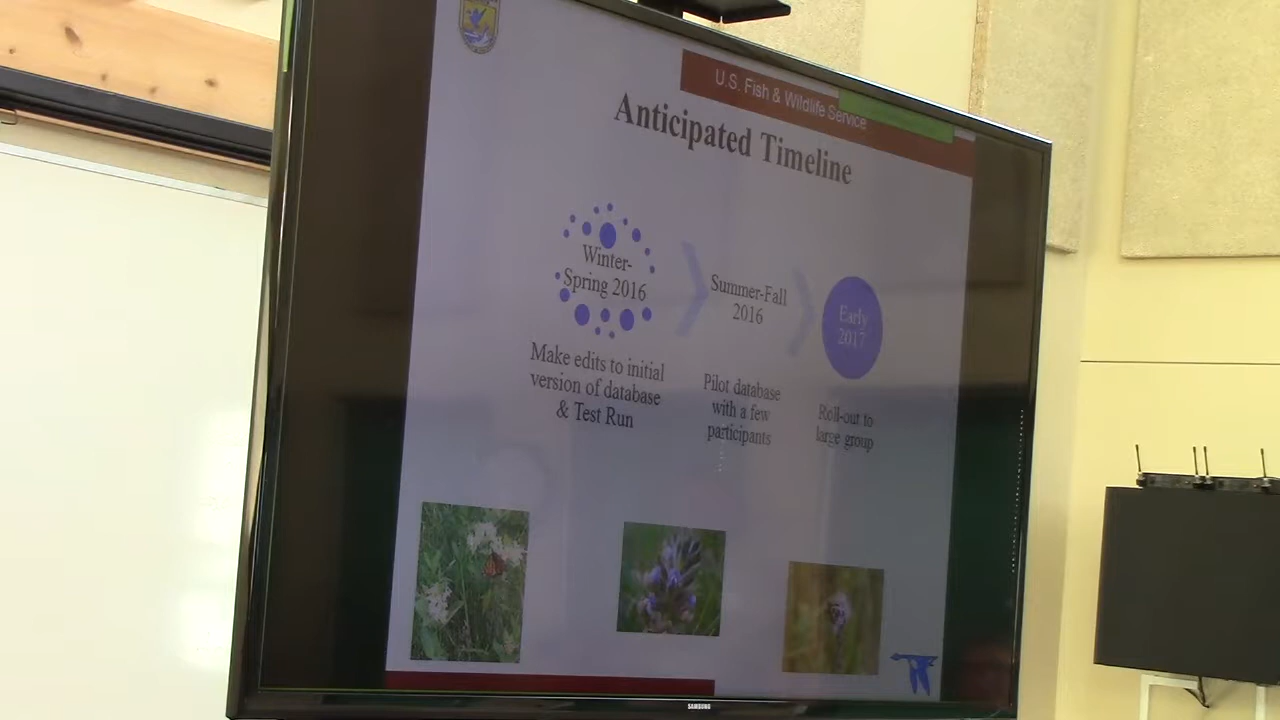 U.S. Fish & Wildlife Service
Anticipated Timeline
Winter-
Spring 2016
Summer-Fall
2016
Early
2017
Make edits to initial
version of database
& Test Run
Pilot database
with a few
participants
Roll-out to
large group
SAMSUNG